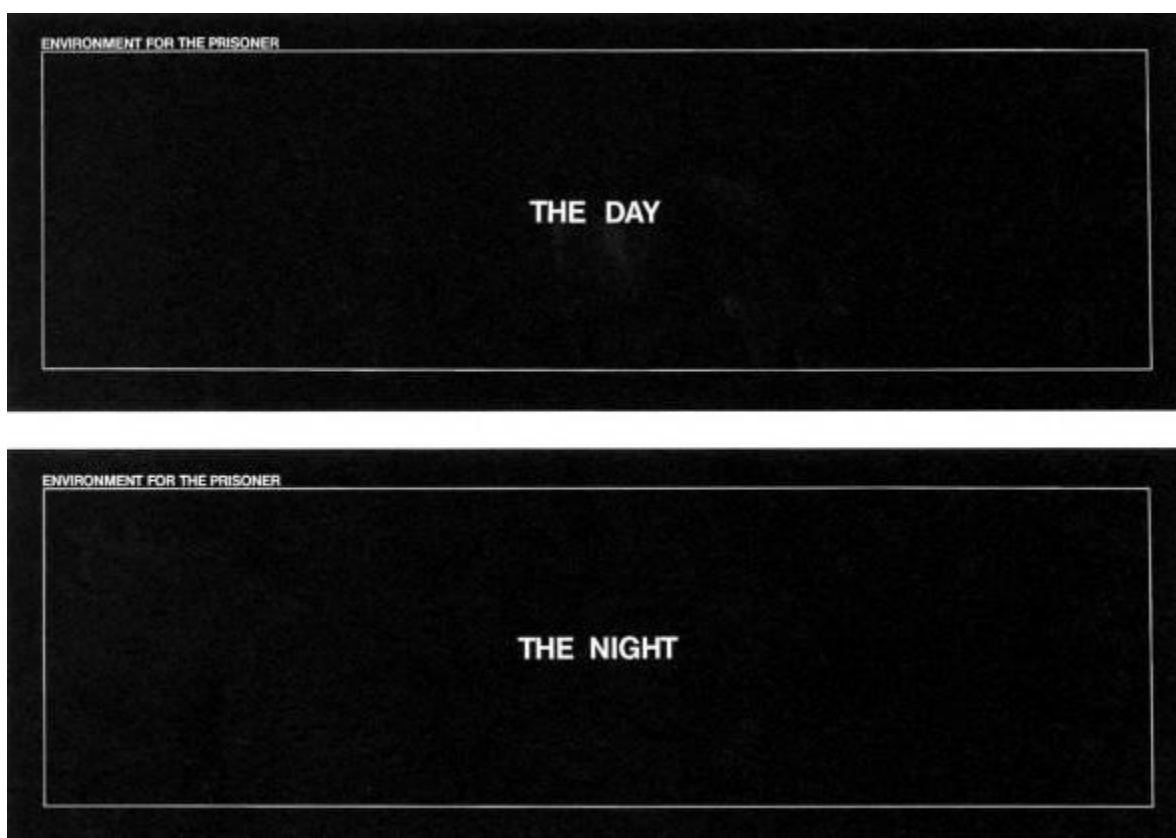 ENVIRONMENT FOR THE PRISONER
THE DAY
ENVIRONMENT FOR THE PRISONER
THE NIGHT